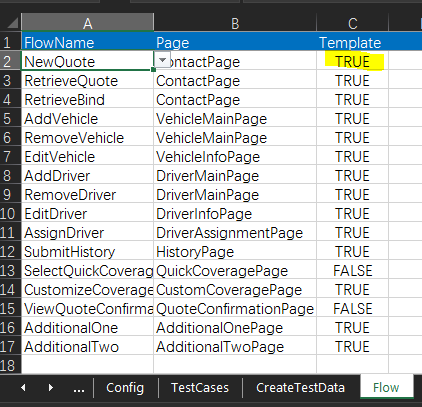 A B C
1 FlowName Page Template
2 NewQuote ontactPage TRUE
3 RetrieveQuote ContactPage TRUE
4 RetrieveBind ContactPage TRUE
5 AddVehicle VehicleMainPage TRUE
6 RemoveVehicle VehicleMainPage TRUE
7 EditVehicle VehicleInfoPage TRUE
8 AddDriver DriverMainPage TRUE
9 RemoveDriver DriverMainPage TRUE
10 EditDriver DriverInfoPage TRUE
11 AssignDriver DriverAssignmentPage TRUE
12 SubmitHistory HistoryPage TRUE
13 SelectQuickCoverag QuickCoveragePage FALSE
14 CustomizeCoverage CustomCoveragePage TRUE
15 ViewQuoteConfirma QuoteConfirmationPage FALSE
16 AdditionalOne AdditionalOnePage TRUE
17 AdditionalTwo AdditionalTwoPage TRUE
18
... Config TestCases CreateTestData Flow